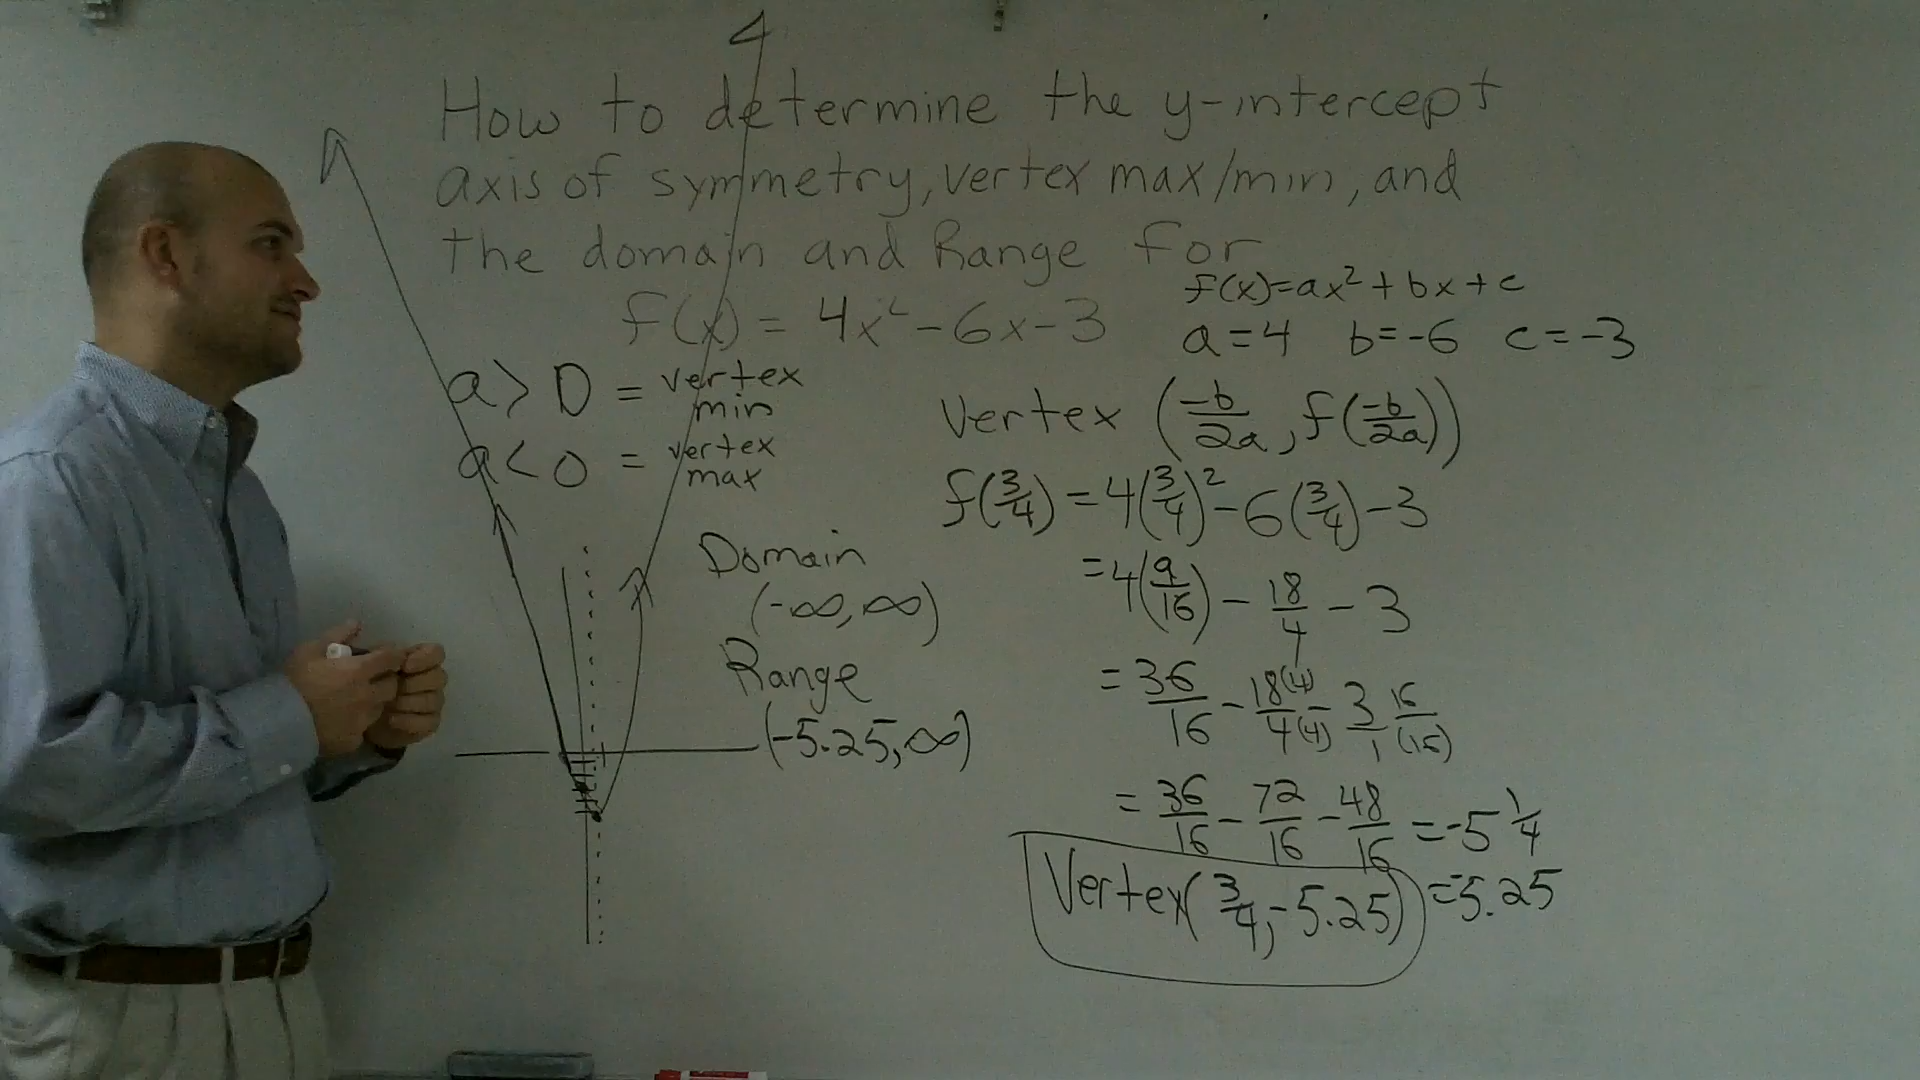 How to determine the y-intercept
axis of symmetry, vertex max/min, and
the domain and Range for
f(x) = 4x² - 6x - 3
f(x)=ax²+bx+c
a=4 b=-6 c=-3
a>0 = vertex min
a<0 = vertex max
Domain
(-∞,∞)
Range
(-5.25,∞)
Vertex (-b/2a, f(-b/2a))
f(3/4) = 4(3/4)² - 6(3/4) - 3
=4(9/16) - 18/4 - 3
= 36/16 - 18(4)/4(4) - 3/1 16/(16)
= 36/16 - 72/16 - 48/16 = -5 1/4
Vertex(3/4, -5.25) = -5.25